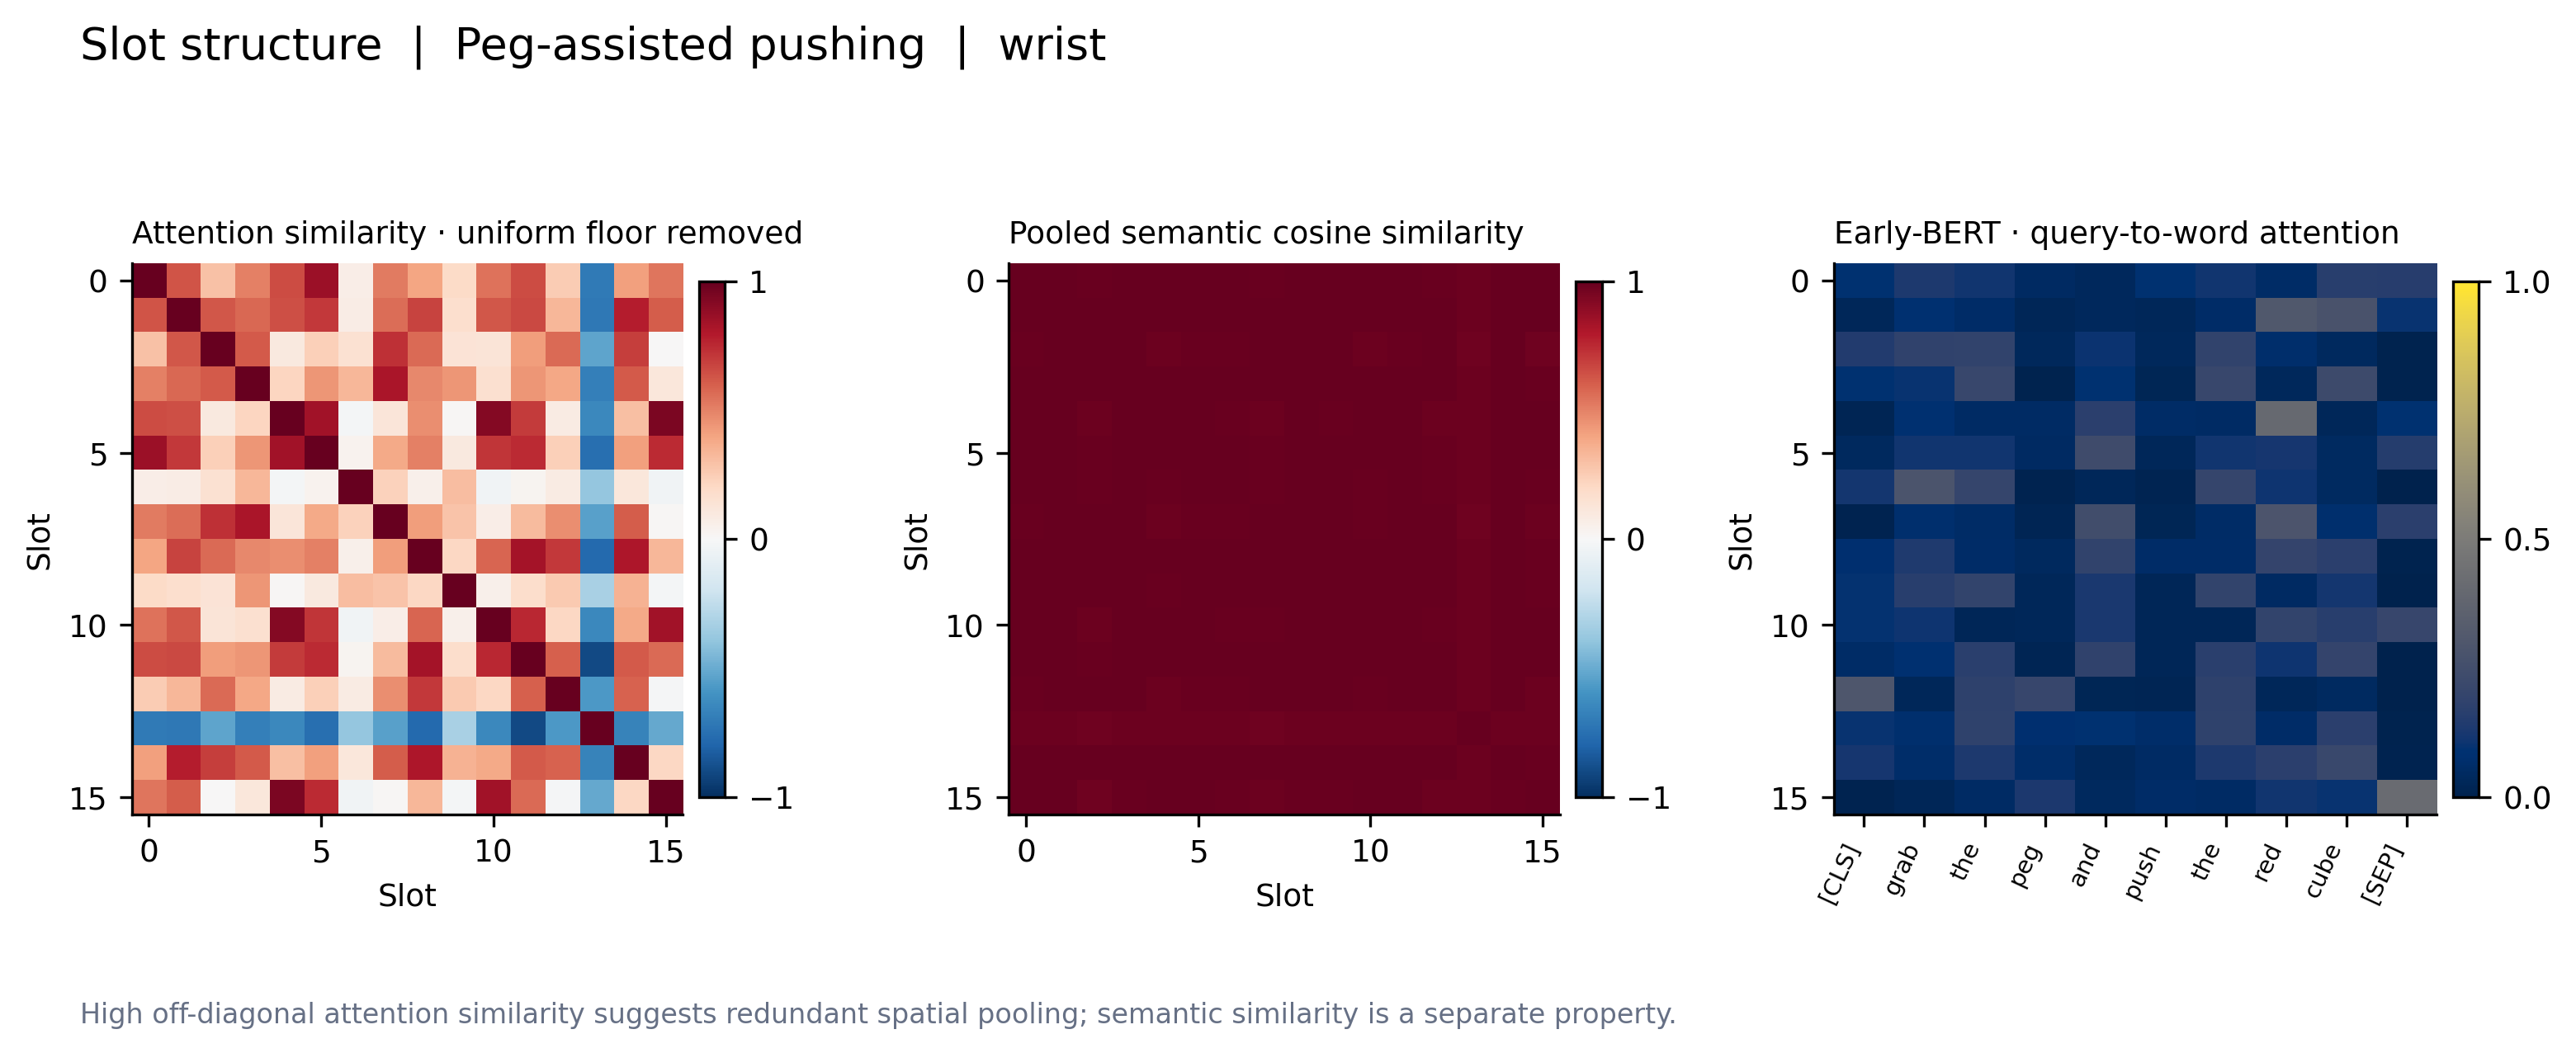 Slot structure | Peg-assisted pushing | wrist
Attention similarity · uniform floor removed
0
5
10
15
Slot
0
5
10
15
Slot
1
0
−1
Pooled semantic cosine similarity
0
5
10
15
Slot
0
5
10
15
Slot
1
0
−1
Early-BERT · query-to-word attention
0
5
10
15
Slot
[CLS]
grab
the
peg
and
push
the
red
cube
[SEP]
1.0
0.5
0.0
High off-diagonal attention similarity suggests redundant spatial pooling; semantic similarity is a separate property.